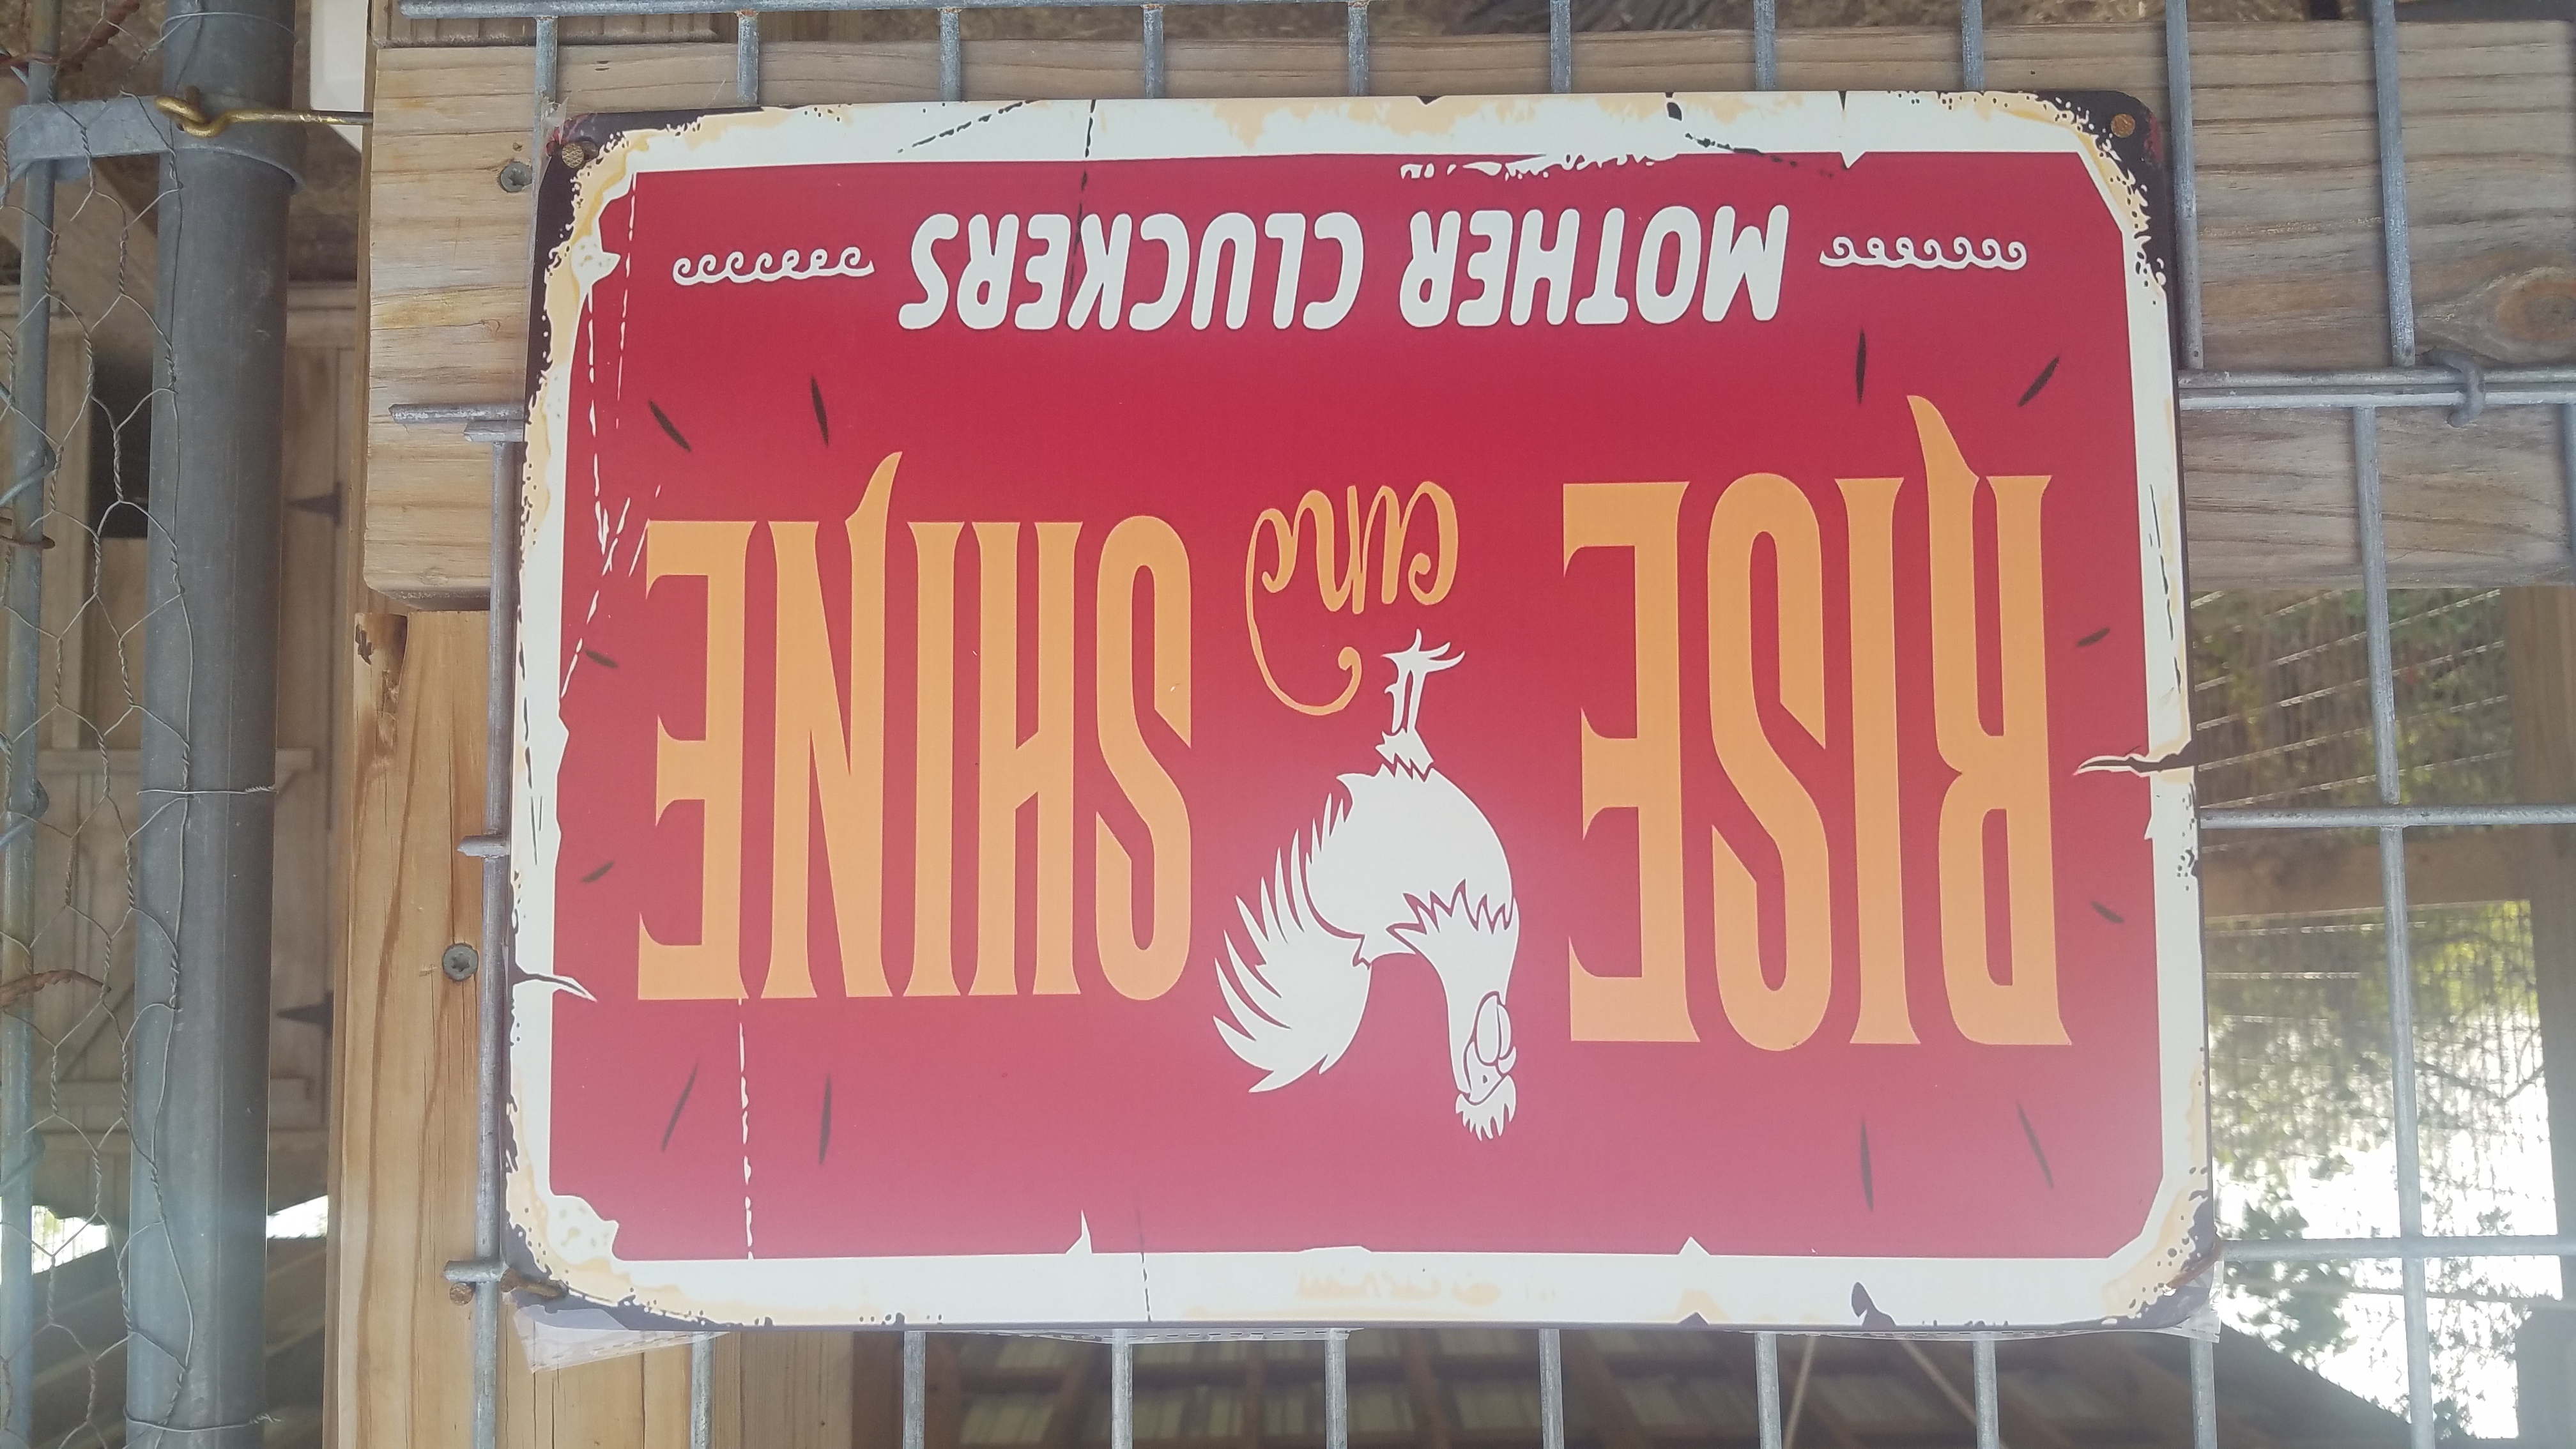 RISE and SHINE
MOTHER CLUCKERS